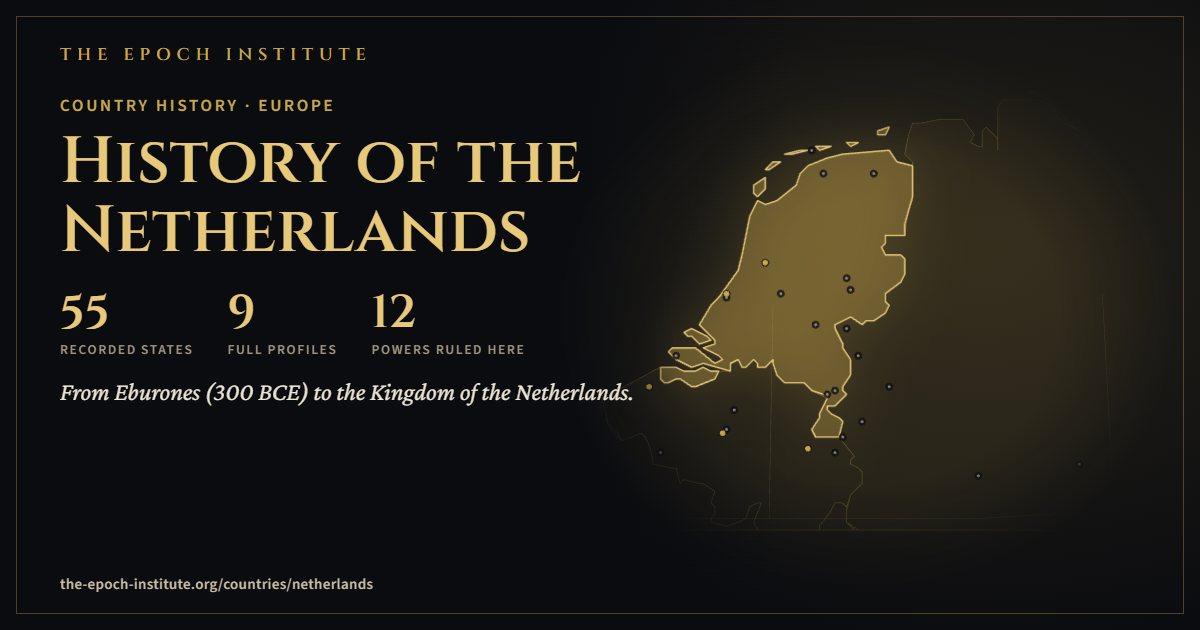 THE EPOCH INSTITUTE
COUNTRY HISTORY · EUROPE
HISTORY OF THE
NETHERLANDS
55
RECORDED STATES
9
FULL PROFILES
12
POWERS RULED HERE
From Eburones (300 BCE) to the Kingdom of the Netherlands.
the-epoch-institute.org/countries/netherlands